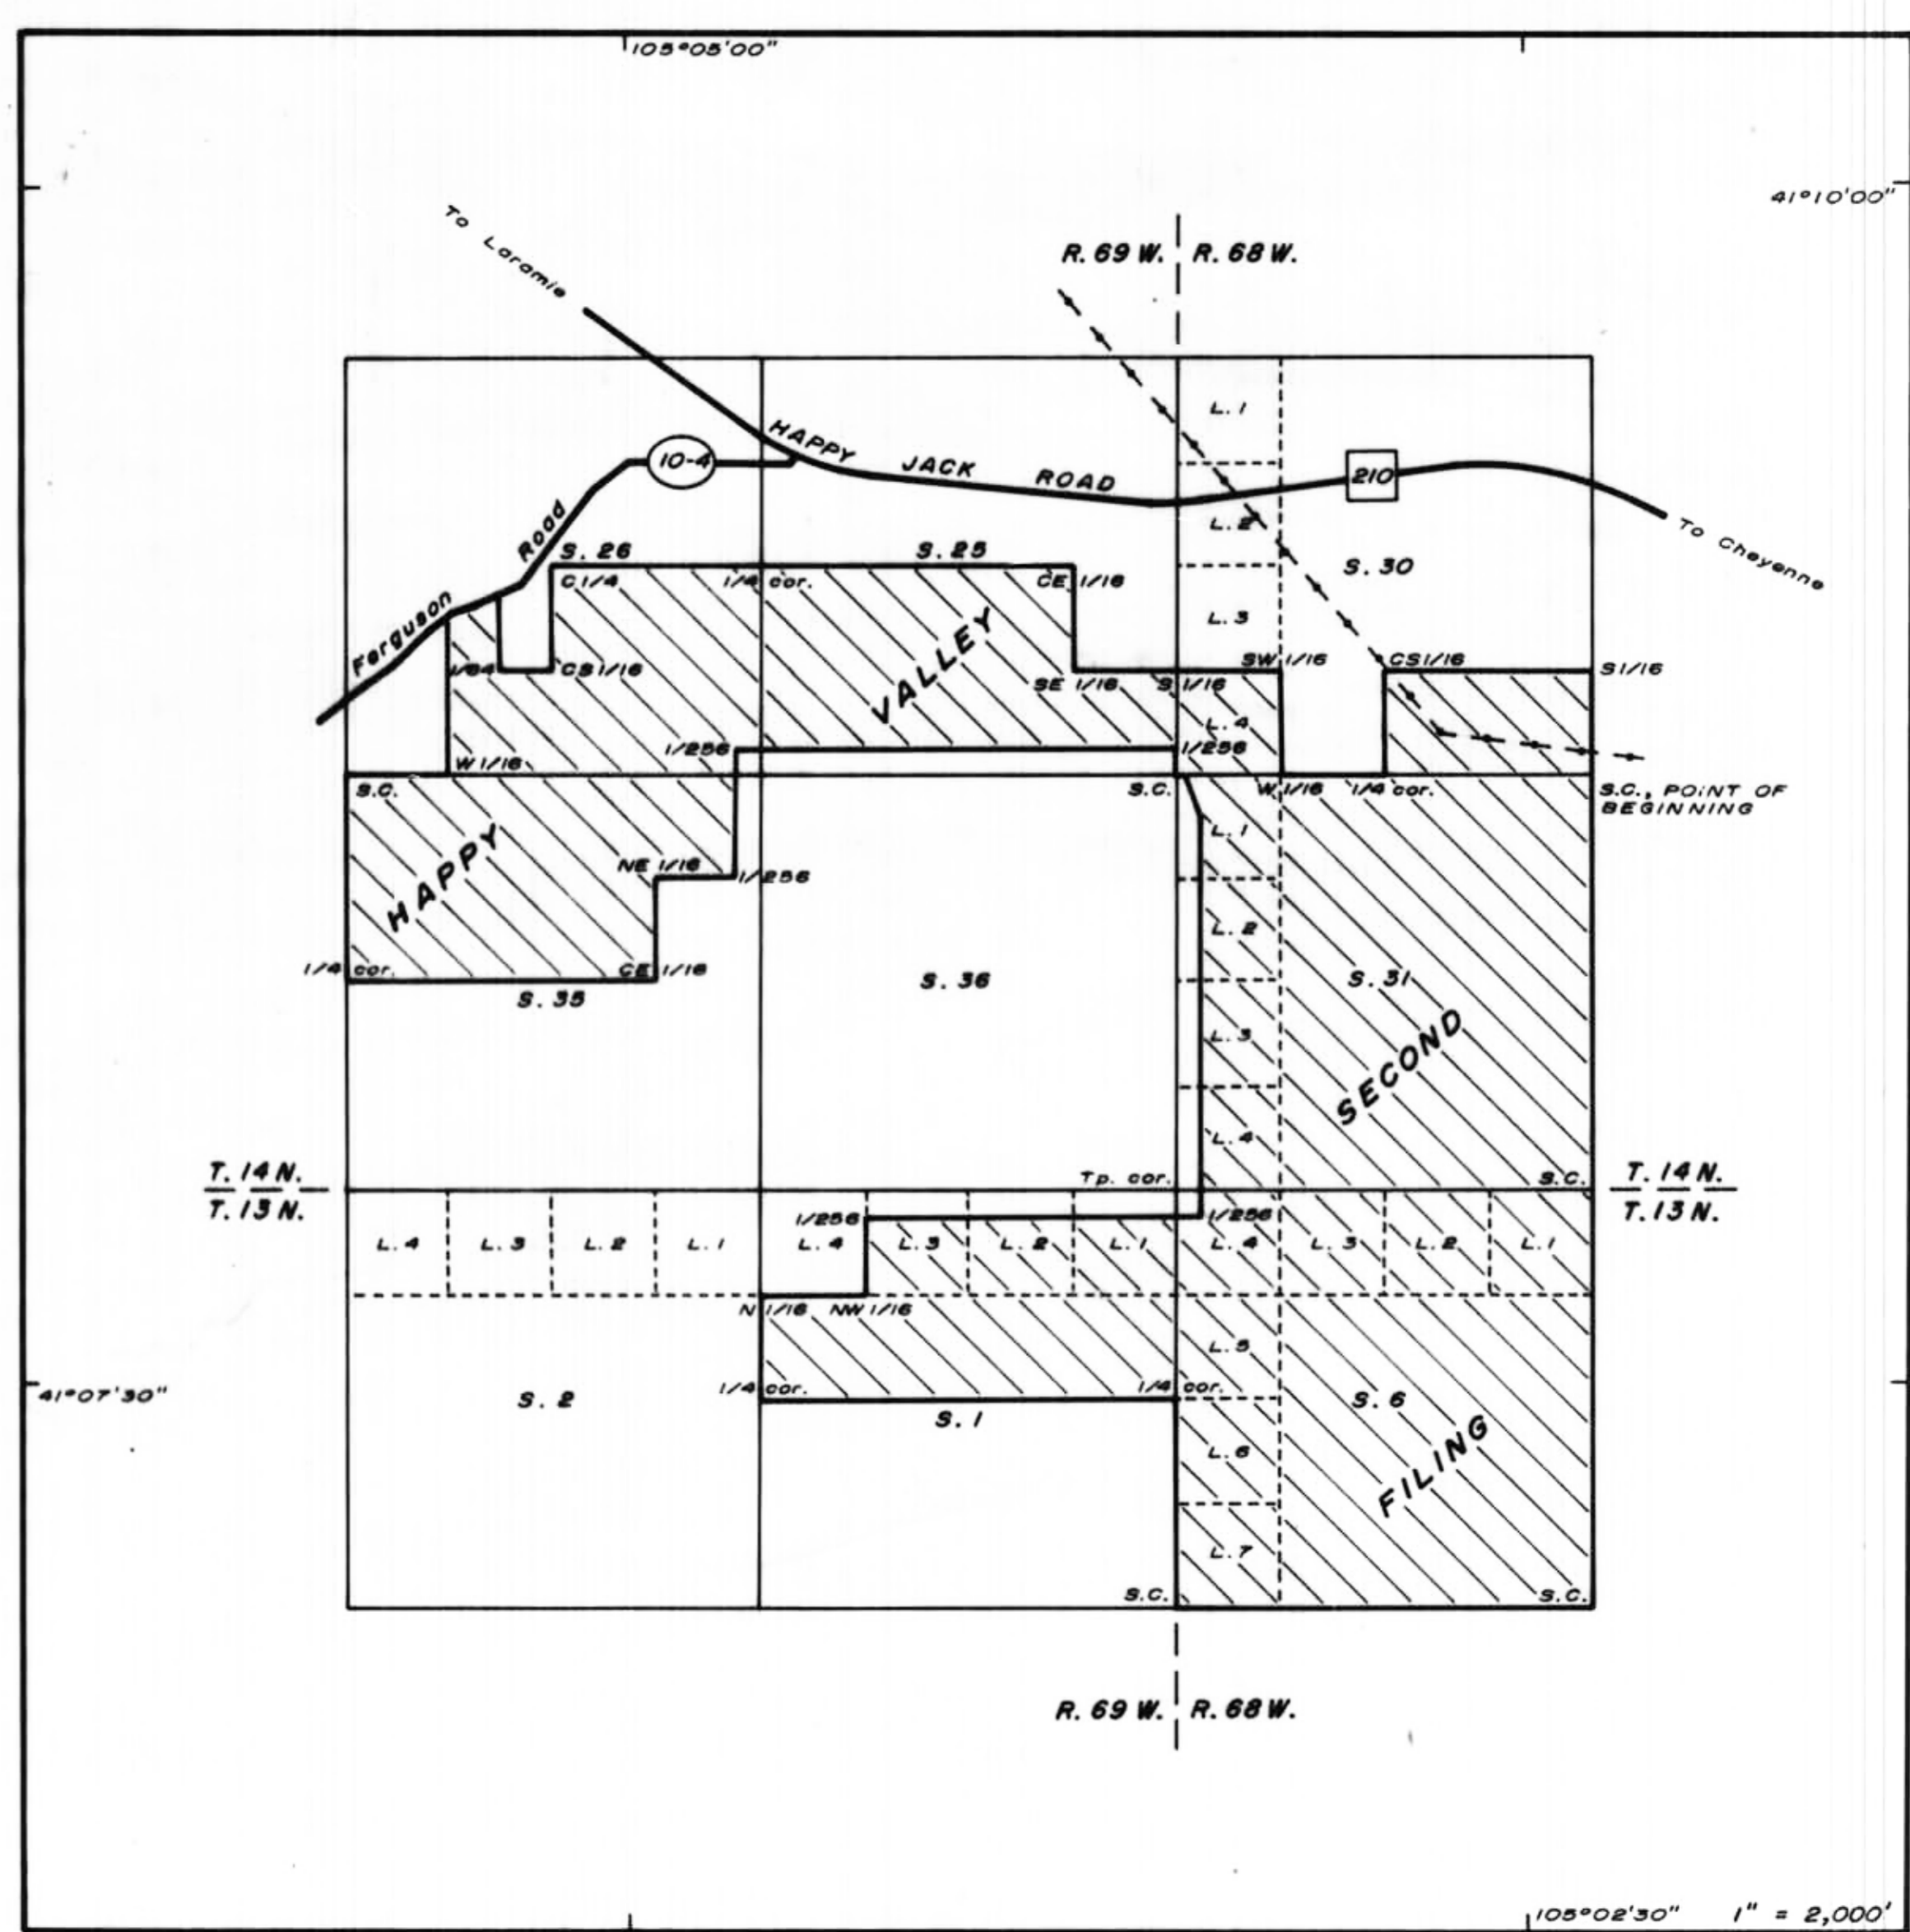 105°05'00"
41°10'00"
To Laramie
R. 69 W. R. 68 W.
L. 1
HAPPY JACK ROAD
10-4
210
To Cheyenne
Ferguson Road
L. 2
S. 26 S. 25 S. 30
C 1/4 1/4 cor. CE 1/16
L. 3
1/64 CS 1/16 SW 1/16 CS 1/16 S 1/16
VALLEY
SE 1/16 S 1/16
L. 4
1/256 1/256
W 1/16
S.C. S.C. W 1/16 1/4 cor. S.C., POINT OF
BEGINNING
L. 1
HAPPY
NE 1/16 1/256
L. 2
1/4 cor. CE 1/16 S. 36 S. 31
S. 35
L. 3
SECOND
L. 4
T. 14 N. Tp. cor. S.C. T. 14 N.
T. 13 N. 1/256 1/256 T. 13 N.
L. 4 L. 3 L. 2 L. 1 L. 4 L. 3 L. 2 L. 1 L. 4 L. 3 L. 2 L. 1
N 1/16 NW 1/16
L. 5
1/4 cor. 1/4 cor.
41°07'30" S. 2 S. 6
S. 1
L. 6
FILING
L. 7
S.C. S.C.
R. 69 W. R. 68 W.
105°02'30" 1" = 2,000'